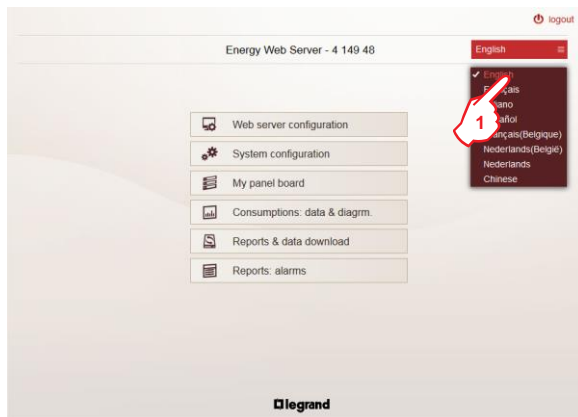 logout
Energy Web Server - 4 149 48
English
English
Nederlands(België)
Nederlands
Chinese
1
Web server configuration
System configuration
My panel board
Consumptions: data & diagrm.
Reports & data download
Reports: alarms
legrand